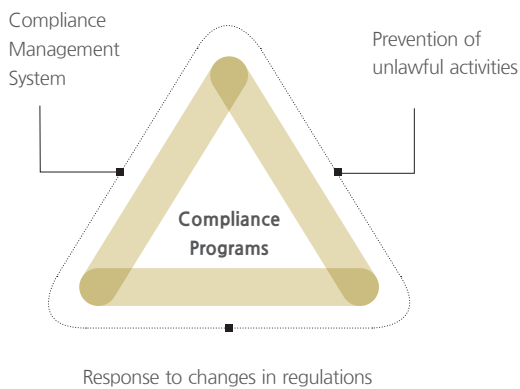 Compliance
Management
System
Prevention of
unlawful activities
Compliance
Programs
Response to changes in regulations